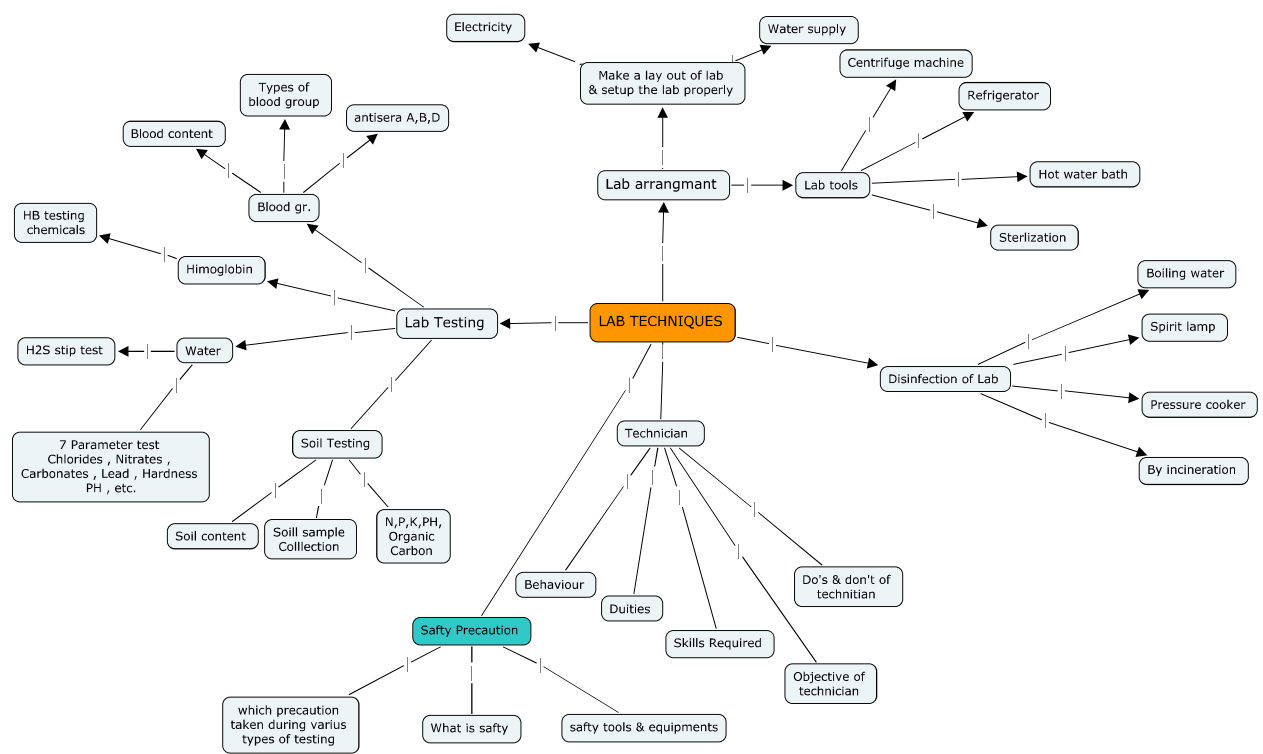 Electricity
Water supply
Make a lay out of lab
& setup the lab properly
Centrifuge machine
Refrigerator
Types of
blood group
antisera A,B,D
Blood content
Lab arrangment
Lab tools
Hot water bath
Blood gr.
HB testing
chemicals
Sterlization
Himoglobin
Boiling water
Lab Testing
LAB TECHNIQUES
Spirit lamp
H2S stip test
Water
Disinfection of Lab
Pressure cooker
Technician
Soil Testing
7 Parameter test
Chlorides , Nitrates ,
Carbonates , Lead , Hardness
PH , etc.
By incineration
Soil content
Soill sample
Colllection
N,P,K,PH,
Organic
Carbon
Behaviour
Duities
Do's & don't of
technitian
Safty Precaution
Skills Required
Objective of
technician
which precaution
taken during varius
types of testing
What is safty
safty tools & equipments